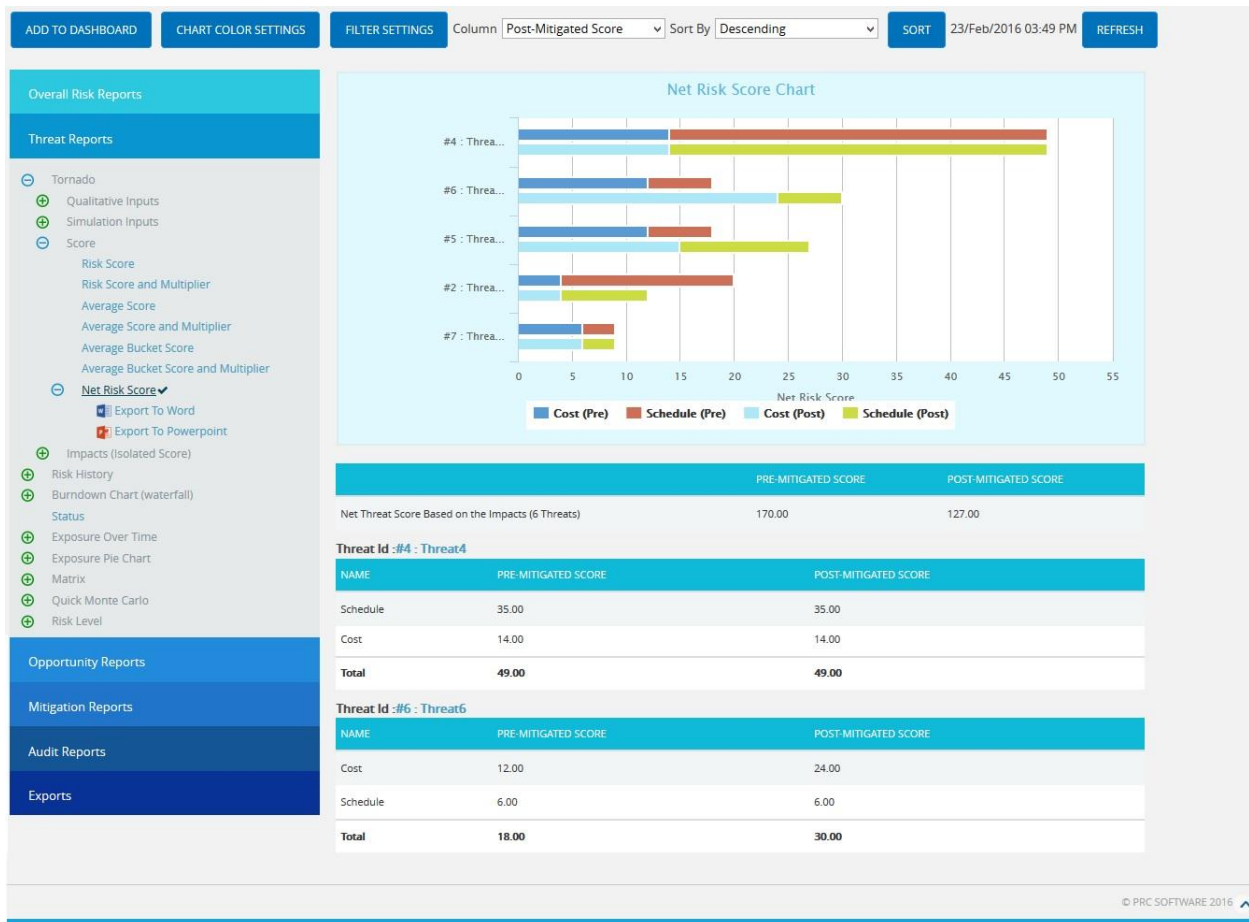 ADD TO DASHBOARD CHART COLOR SETTINGS FILTER SETTINGS Column Post-Mitigated Score Sort By Descending SORT 23/Feb/2016 03:49 PM REFRESH
Overall Risk Reports
Threat Reports
Tornado
Qualitative Inputs
Simulation Inputs
Score
Risk Score
Risk Score and Multiplier
Average Score
Average Score and Multiplier
Average Bucket Score
Average Bucket Score and Multiplier
Net Risk Score
Export To Word
Export To Powerpoint
Impacts (Isolated Score)
Risk History
Burndown Chart (waterfall)
Status
Exposure Over Time
Exposure Pie Chart
Matrix
Quick Monte Carlo
Risk Level
Opportunity Reports
Mitigation Reports
Audit Reports
Exports
Net Risk Score Chart
#4 : Threa...
#6 : Threa...
#5 : Threa...
#2 : Threa...
#7 : Threa...
0 5 10 15 20 25 30 35 40 45 50 55
Net Risk Score
Cost (Pre) Schedule (Pre) Cost (Post) Schedule (Post)
PRE-MITIGATED SCORE POST-MITIGATED SCORE
Net Threat Score Based on the Impacts (6 Threats) 170.00 127.00
Threat Id :#4 : Threat4
NAME PRE-MITIGATED SCORE POST-MITIGATED SCORE
Schedule 35.00 35.00
Cost 14.00 14.00
Total 49.00 49.00
Threat Id :#6 : Threat6
NAME PRE-MITIGATED SCORE POST-MITIGATED SCORE
Cost 12.00 24.00
Schedule 6.00 6.00
Total 18.00 30.00
© PRC SOFTWARE 2016